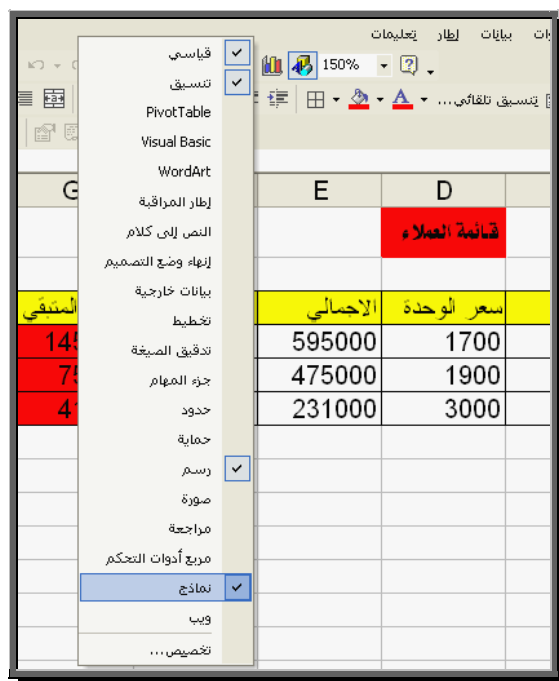 بيانات إطار تعليمات
150%
تنسيق تلقائي...
قياسي
تنسيق
PivotTable
Visual Basic
WordArt
إطار المراقبة
النص إلى كلام
إنهاء وضع التصميم
بيانات خارجية
تخطيط
تدقيق الصيغة
جزء المهام
حدود
حماية
رسم
صورة
مراجعة
مربع أدوات التحكم
نماذج
ويب
تخصيص...
D E G
قائمة العملاء
سعر الوحدة الاجمالي المتبقي
1700 595000
1900 475000
3000 231000